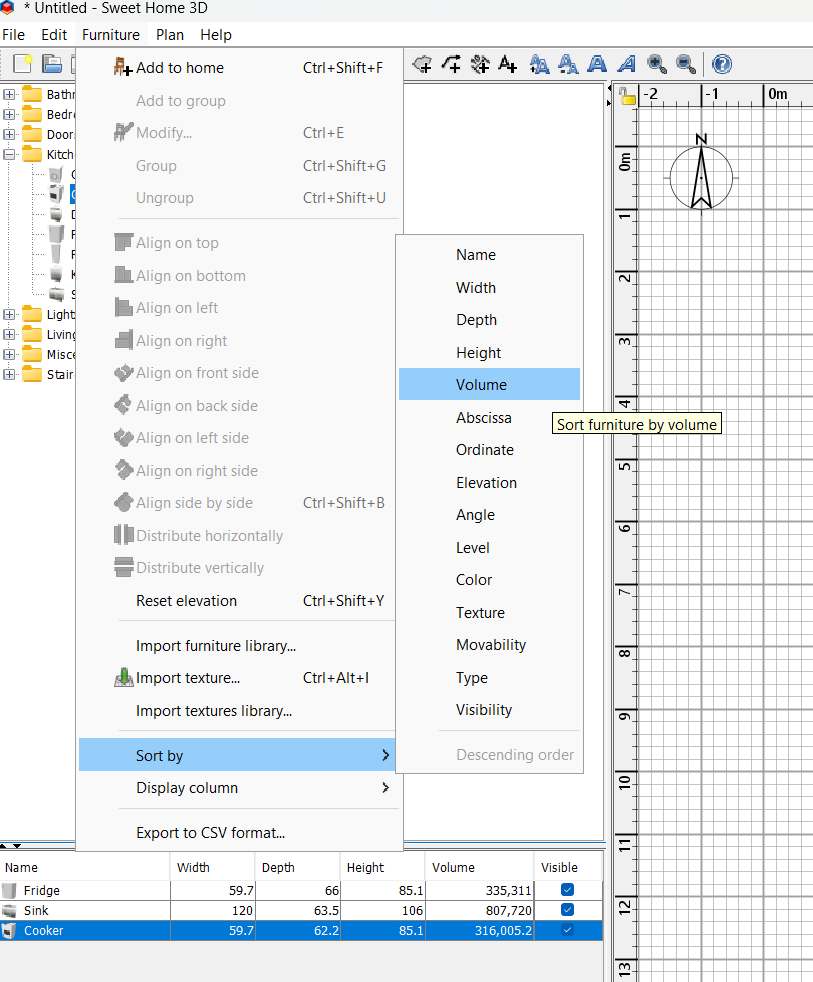 * Untitled - Sweet Home 3D
File Edit Furniture Plan Help
Add to home Ctrl+Shift+F
Add to group
Modify... Ctrl+E
Group Ctrl+Shift+G
Ungroup Ctrl+Shift+U
Align on top
Align on bottom
Align on left
Align on right
Align on front side
Align on back side
Align on left side
Align on right side
Align side by side Ctrl+Shift+B
Distribute horizontally
Distribute vertically
Reset elevation Ctrl+Shift+Y
Import furniture library...
Import texture... Ctrl+Alt+I
Import textures library...
Sort by
Display column
Export to CSV format...
Name
Width
Depth
Height
Volume
Abscissa
Ordinate
Elevation
Angle
Level
Color
Texture
Movability
Type
Visibility
Descending order
Sort furniture by volume
Bathr
Bedr
Door
Kitch
Light
Living
Misce
Stair
-2 -1 0m
N
0m
1
2
3
4
5
6
7
8
9
10
11
12
13
Name Width Depth Height Volume Visible
Fridge 59.7 66 85.1 335,311
Sink 120 63.5 106 807,720
Cooker 59.7 62.2 85.1 316,005.2